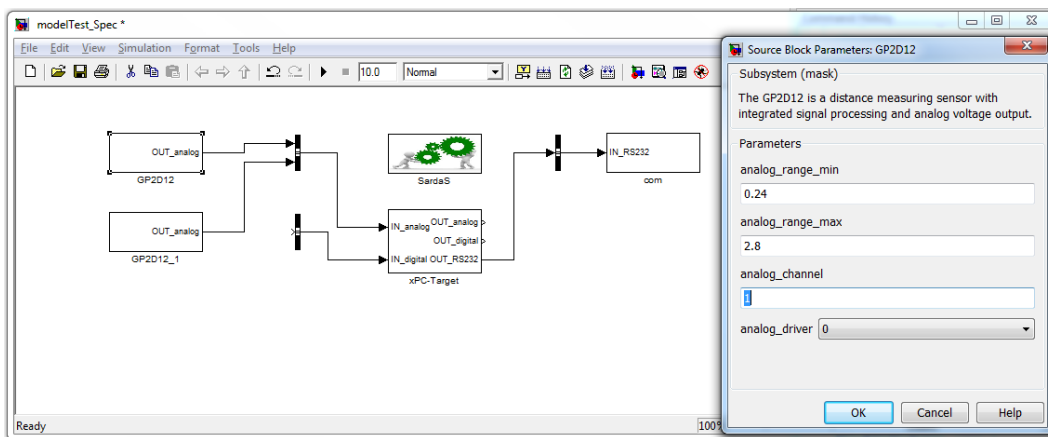 modelTest_Spec *
File Edit View Simulation Format Tools Help
10.0 Normal
OUT_analog
GP2D12
OUT_analog
GP2D12_1
SardaS
IN_analog OUT_analog
OUT_digital
IN_digital OUT_RS232
xPC-Target
IN_RS232
com
Ready
100%
Source Block Parameters: GP2D12
Subsystem (mask)
The GP2D12 is a distance measuring sensor with
integrated signal processing and analog voltage output.
Parameters
analog_range_min
0.24
analog_range_max
2.8
analog_channel
1
analog_driver 0
OK Cancel Help